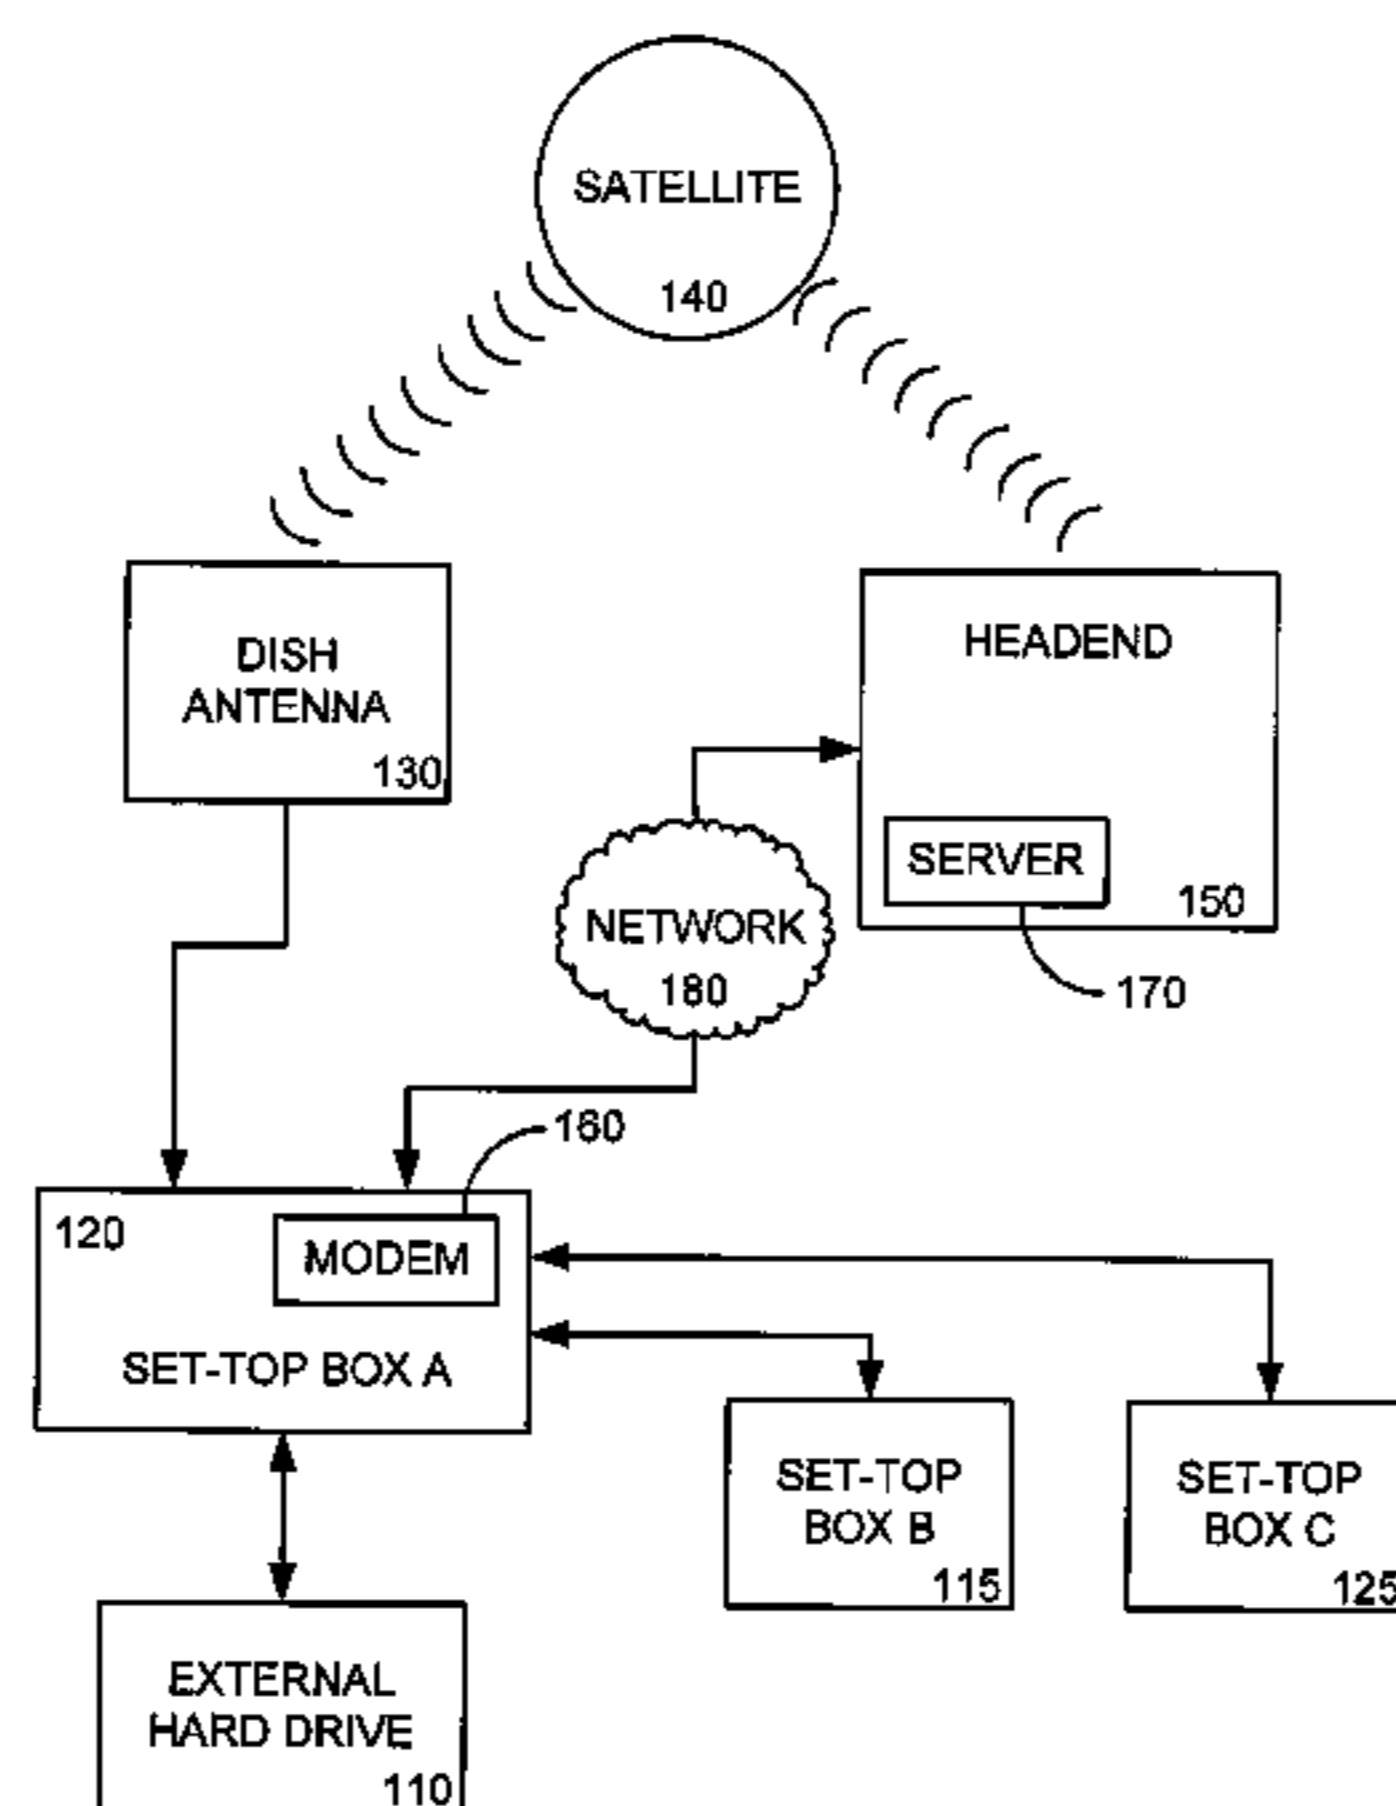 SATELLITE
140
DISH
ANTENNA
130
HEADEND
SERVER
150
170
NETWORK
180
160
120
MODEM
SET-TOP BOX A
SET-TOP
BOX B
115
SET-TOP
BOX C
125
EXTERNAL
HARD DRIVE
110